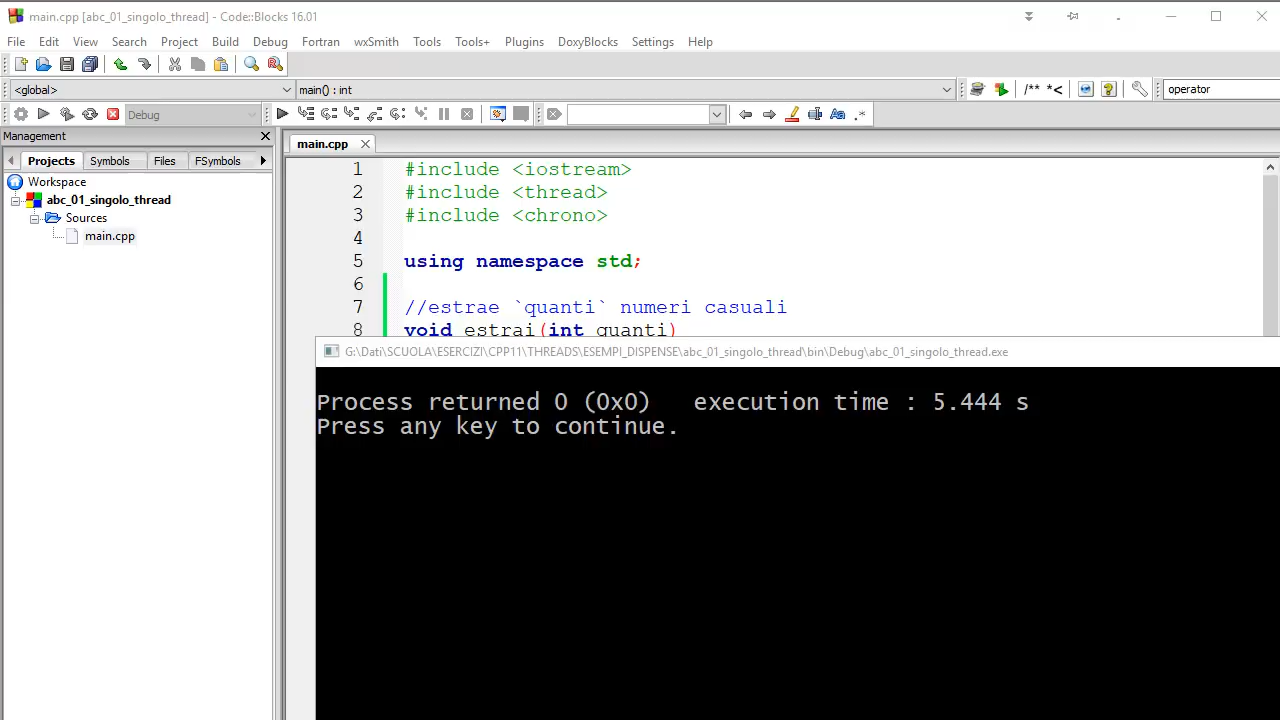 main.cpp [abc_01_singolo_thread] - Code::Blocks 16.01
File Edit View Search Project Build Debug Fortran wxSmith Tools Tools+ Plugins DoxyBlocks Settings Help
<global> main() : int /** *< operator
Debug Aa .*
Management
Projects Symbols Files FSymbols
Workspace
abc_01_singolo_thread
Sources
main.cpp
main.cpp
1 #include <iostream>
2 #include <thread>
3 #include <chrono>
4
5 using namespace std;
6
7 //estrae `quanti` numeri casuali
8 void estrai(int quanti)
G:\Dati\SCUOLA\ESERCIZI\CPP11\THREADS\ESEMPI_DISPENSE\abc_01_singolo_thread\bin\Debug\abc_01_singolo_thread.exe
Process returned 0 (0x0) execution time : 5.444 s
Press any key to continue.